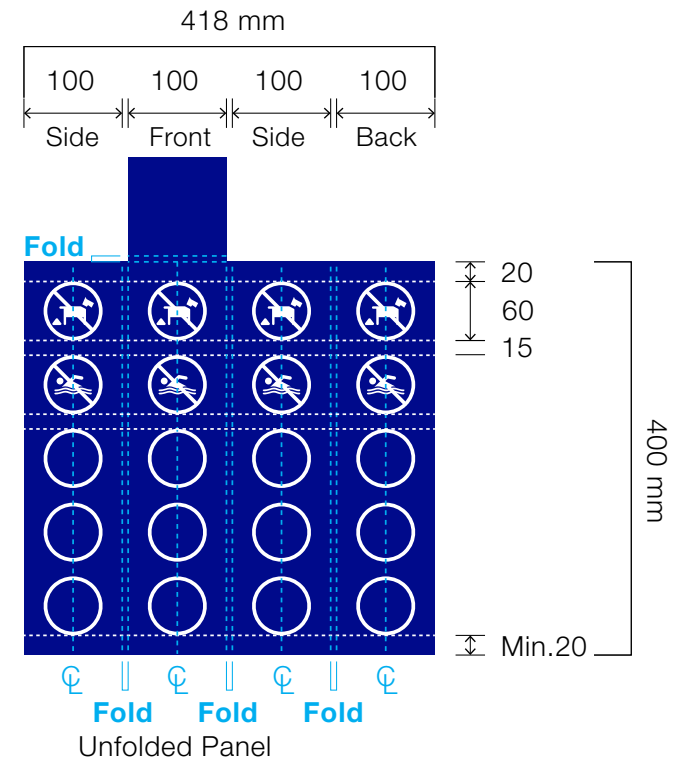 418 mm
100 100 100 100
Side Front Side Back
Fold
20
60
15
400 mm
Min.20
℄ ℄ ℄ ℄
Fold Fold Fold
Unfolded Panel